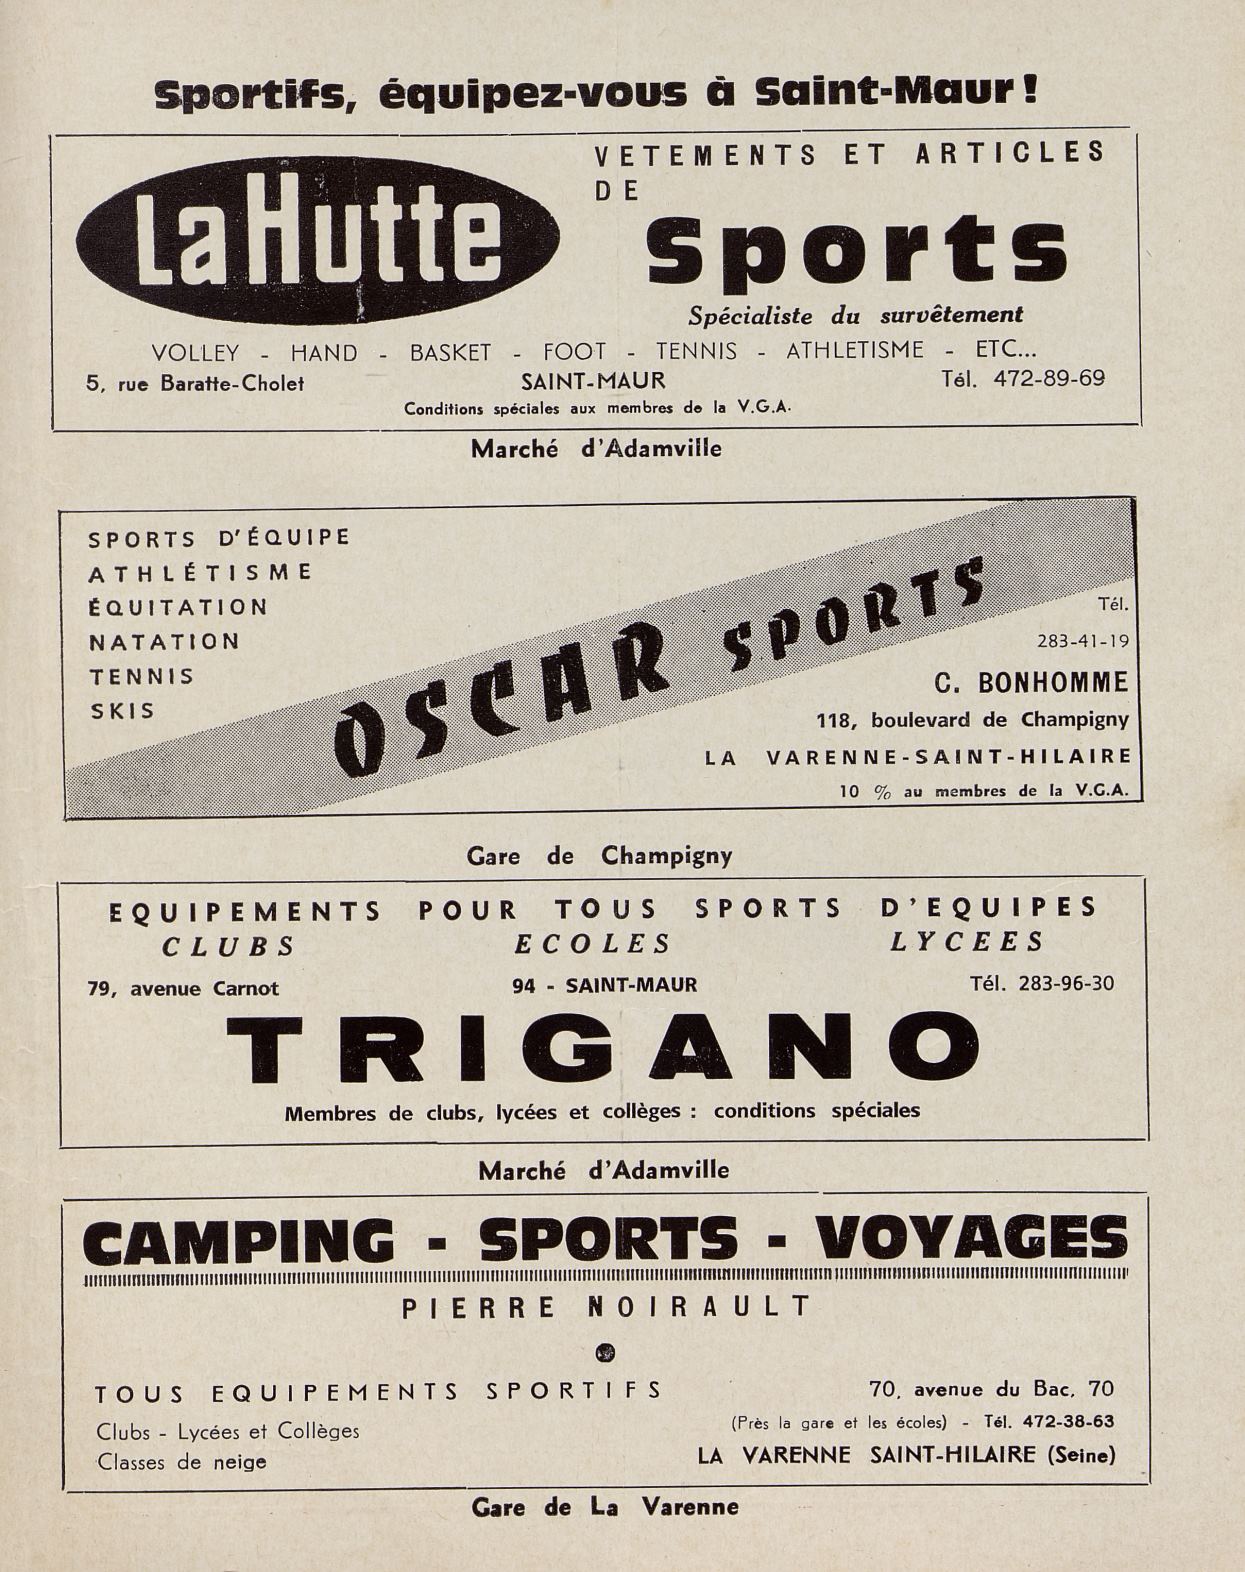 Sportifs, équipez-vous à Saint-Maur!
LaHutte
VETEMENTS ET ARTICLES
DE
Sports
Spécialiste du survêtement
VOLLEY - HAND - BASKET - FOOT - TENNIS - ATHLETISME - ETC...
5, rue Baratte-Cholet SAINT-MAUR Tél. 472-89-69
Conditions spéciales aux membres de la V.G.A.
Marché d'Adamville
SPORTS D'ÉQUIPE
ATHLÉTISME
ÉQUITATION
NATATION
TENNIS
SKIS
OSCAR SPORTS
Tél.
283-41-19
C. BONHOMME
118, boulevard de Champigny
LA VARENNE-SAINT-HILAIRE
10 % au membres de la V.G.A.
Gare de Champigny
EQUIPEMENTS POUR TOUS SPORTS D'EQUIPES
CLUBS ECOLES LYCEES
79, avenue Carnot 94 - SAINT-MAUR Tél. 283-96-30
TRIGANO
Membres de clubs, lycées et collèges : conditions spéciales
Marché d'Adamville
CAMPING - SPORTS - VOYAGES
PIERRE NOIRAULT
TOUS EQUIPEMENTS SPORTIFS
Clubs - Lycées et Collèges
Classes de neige
70, avenue du Bac, 70
(Près la gare et les écoles) - Tél. 472-38-63
LA VARENNE SAINT-HILAIRE (Seine)
Gare de La Varenne